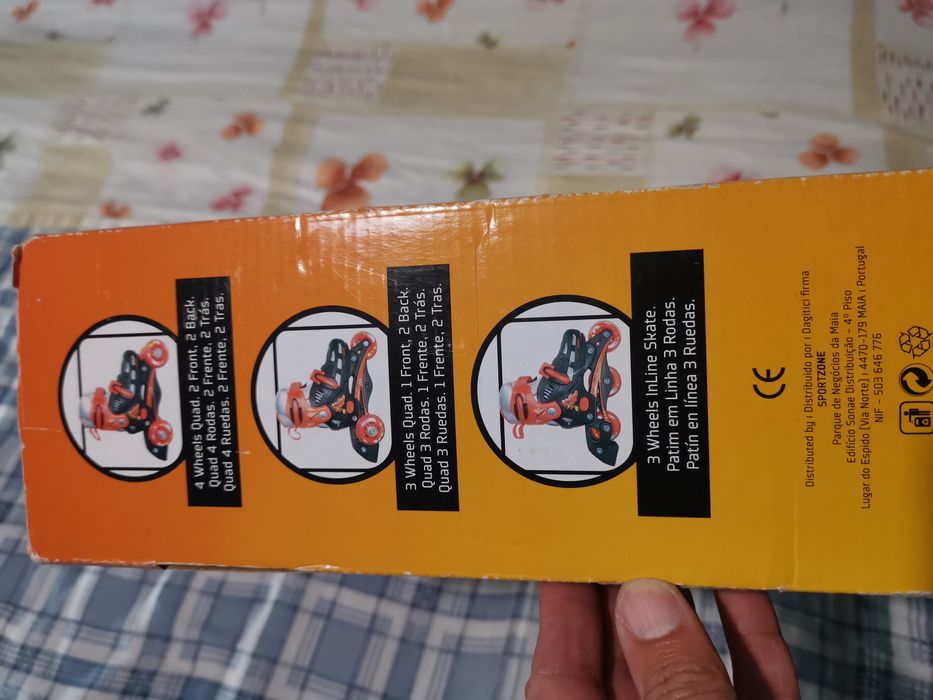 4 Wheels Quad. 2 Front, 2 Back.
Quad 4 Rodas. 2 Frente, 2 Trás.
Quad 4 Ruedas. 2 Frente, 2 Tras.
3 Wheels Quad. 1 Front, 2 Back.
Quad 3 Rodas. 1 Frente, 2 Trás.
Quad 3 Ruedas. 1 Frente, 2 Tras.
3 Wheels InLine Skate.
Patim em Linha 3 Rodas.
Patín en línea 3 Ruedas.
CE
Distributed by ı Distribuído por ı Dagitici firma
SPORTZONE
Parque de Negócios da Maia
Edifício Sonae Distribuição - 4º Piso
Lugar do Espido (Via Norte) ı 4470-179 MAIA ı Portugal
NIF - 503 646 776